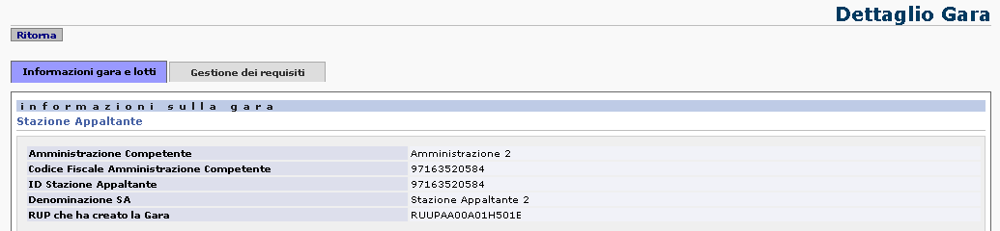 Dettaglio Gara
Ritorna
Informazioni gara e lotti Gestione dei requisiti
informazioni sulla gara
Stazione Appaltante
Amministrazione Competente Amministrazione 2
Codice Fiscale Amministrazione Competente 97163520584
ID Stazione Appaltante 97163520584
Denominazione SA Stazione Appaltante 2
RUP che ha creato la Gara RUUPAA00A01H501E